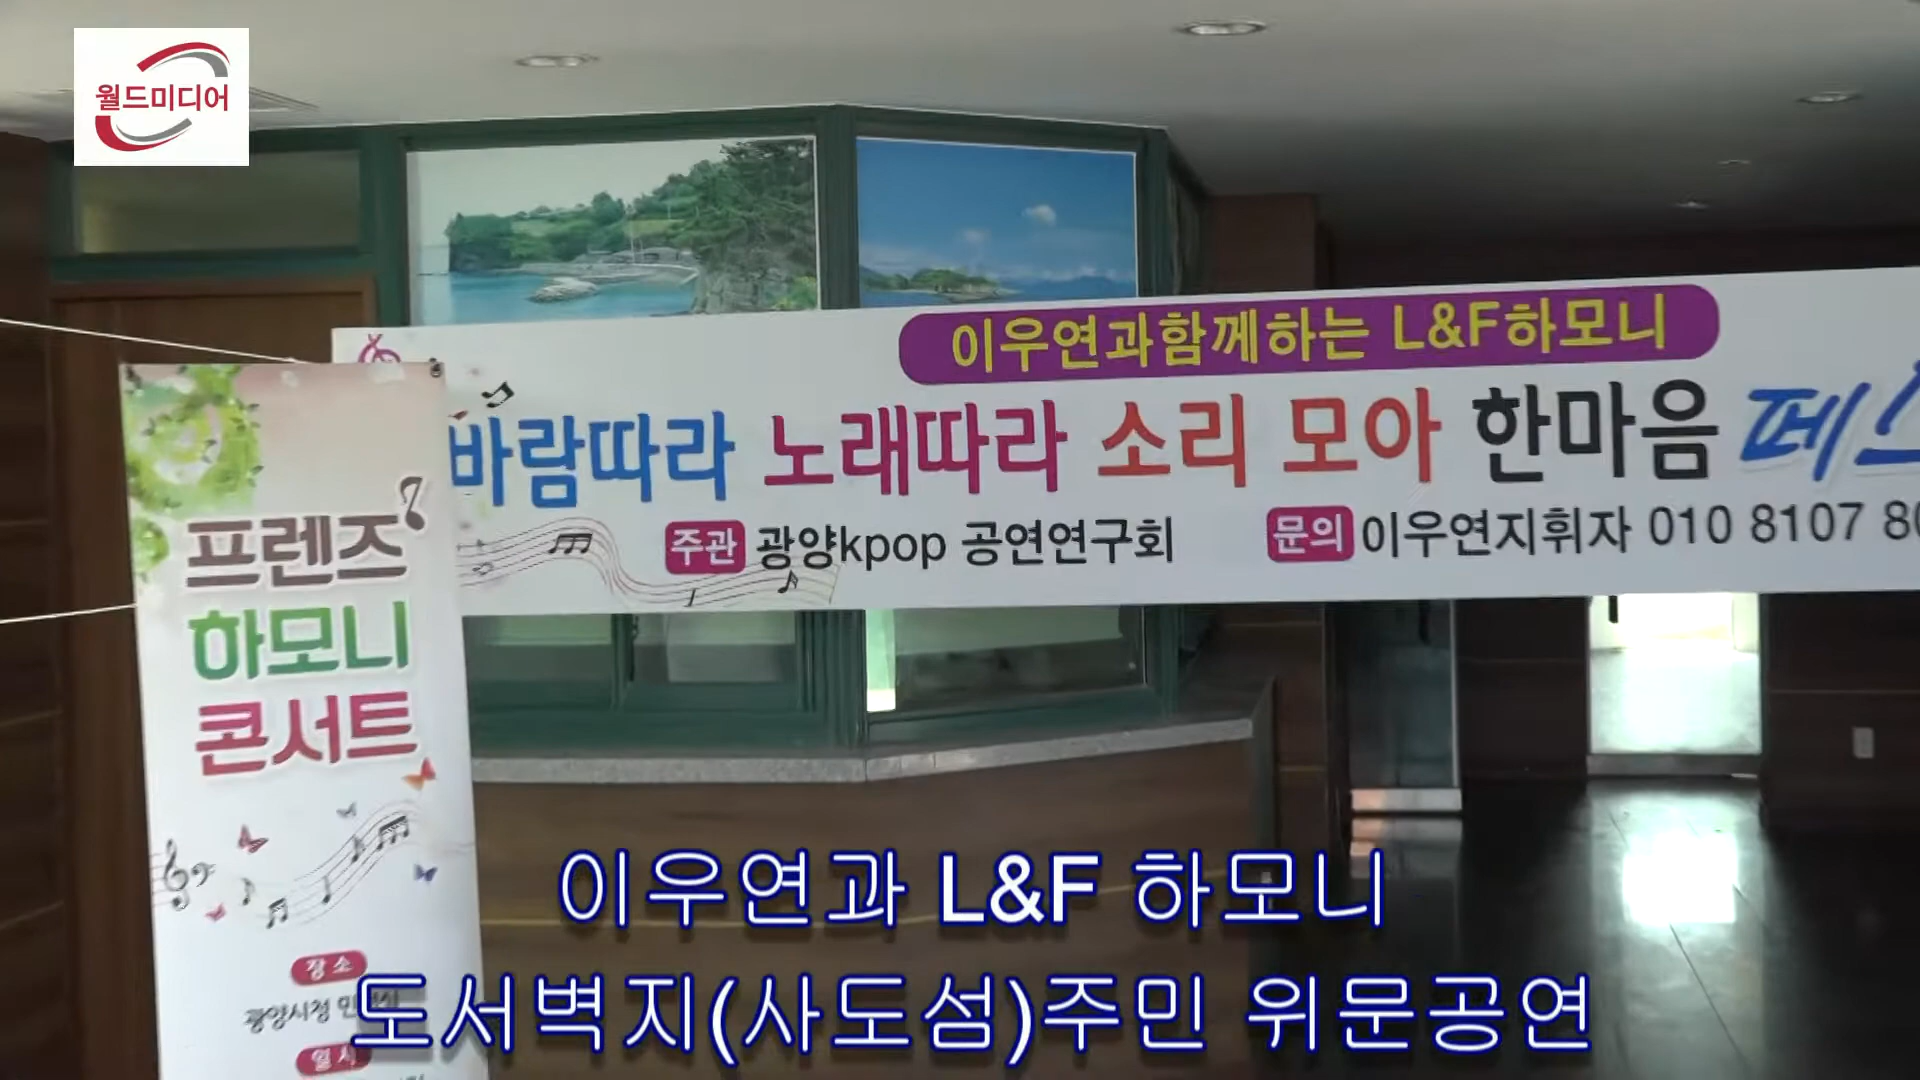 월드미디어
이우연과함께하는 L&F하모니
바람따라 노래따라 소리 모아 한마음
주관 광양kpop 공연연구회
문의 이우연지휘자 010 8107
프렌즈
하모니
콘서트
장소
광양시청
일시
이우연과 L&F 하모니
도서벽지(사도섬)주민 위문공연